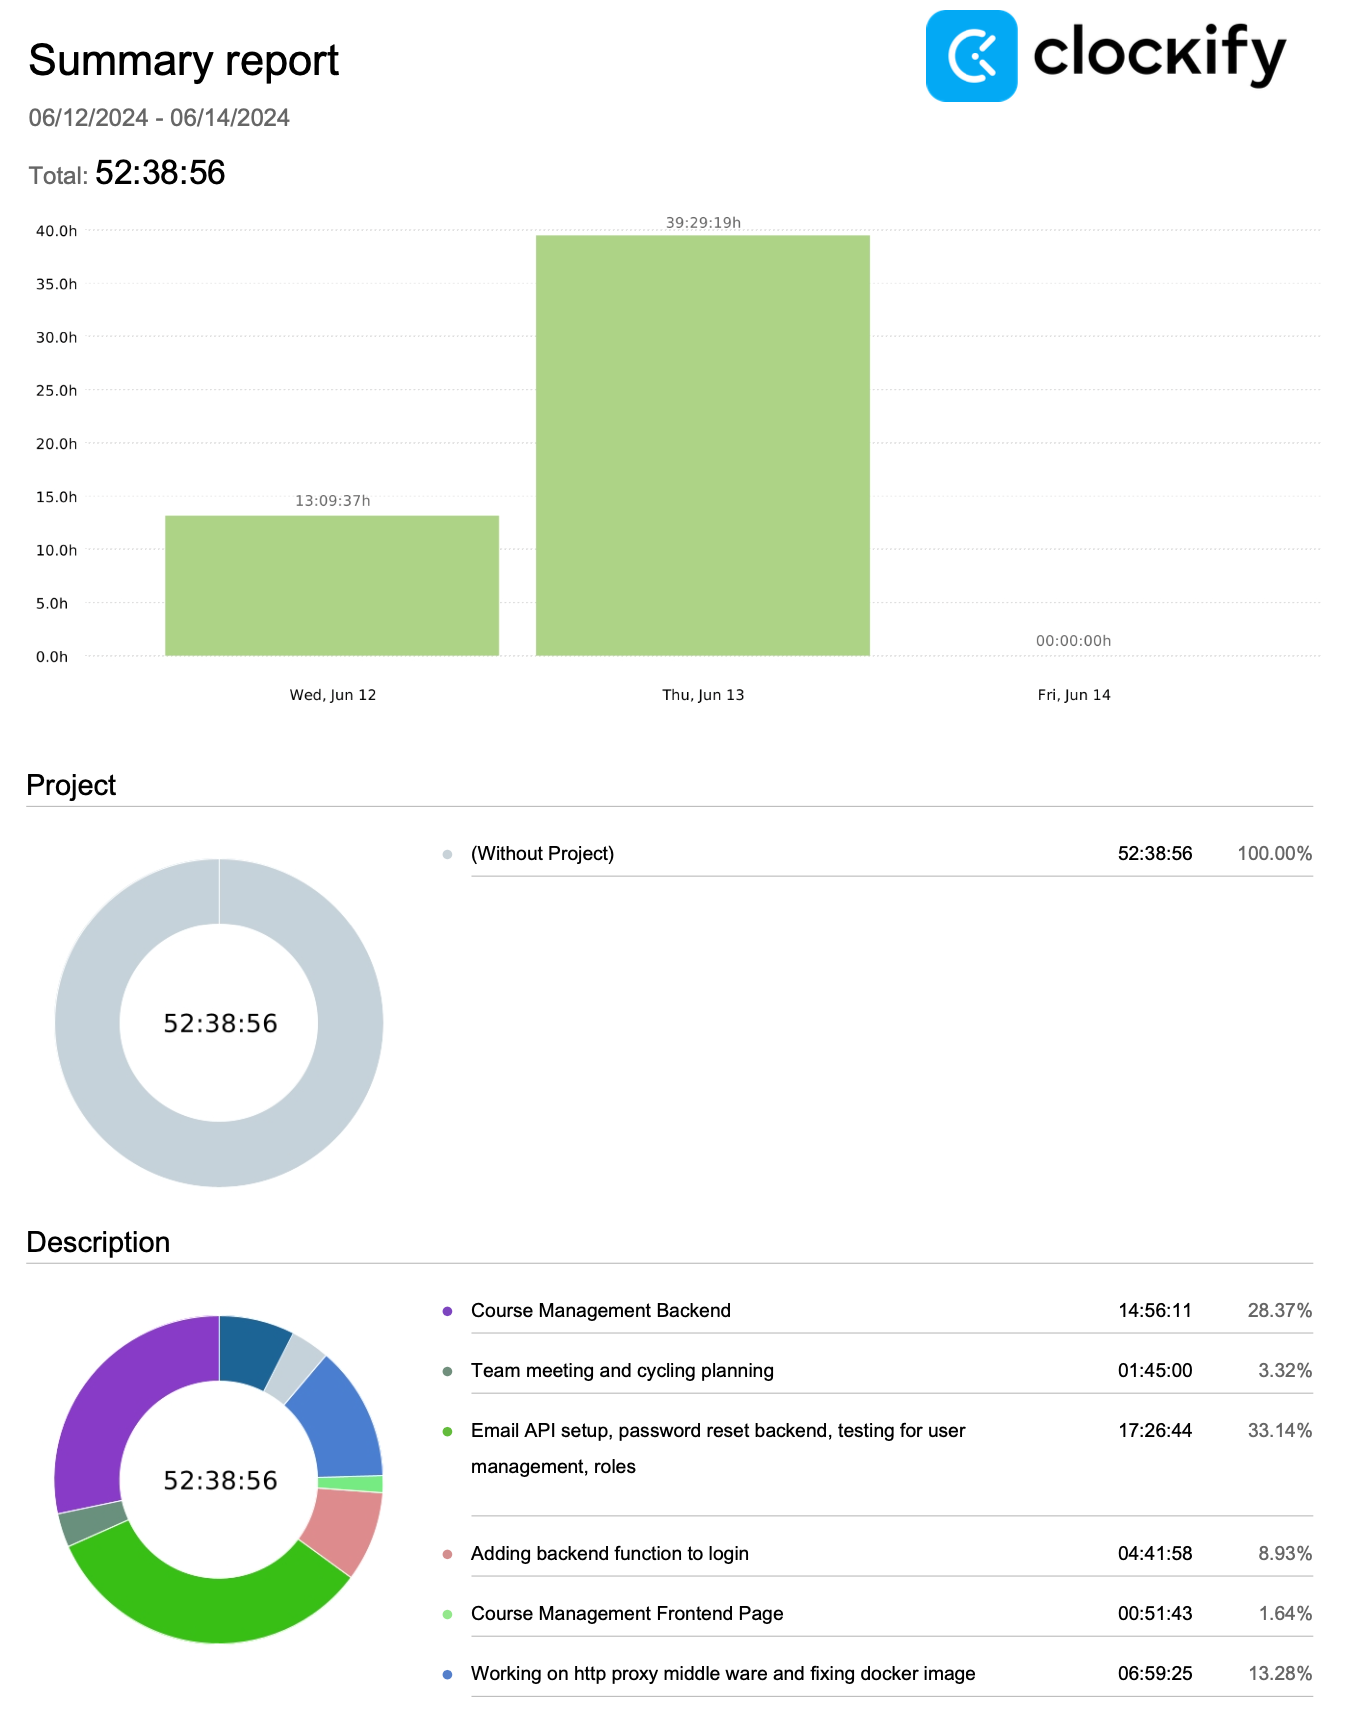 Summary report
clockify
06/12/2024 - 06/14/2024
Total: 52:38:56
40.0h
35.0h
30.0h
25.0h
20.0h
15.0h
10.0h
5.0h
0.0h
13:09:37h
39:29:19h
00:00:00h
Wed, Jun 12
Thu, Jun 13
Fri, Jun 14
Project
52:38:56
(Without Project) 52:38:56 100.00%
Description
52:38:56
Course Management Backend 14:56:11 28.37%
Team meeting and cycling planning 01:45:00 3.32%
Email API setup, password reset backend, testing for user 17:26:44 33.14%
management, roles
Adding backend function to login 04:41:58 8.93%
Course Management Frontend Page 00:51:43 1.64%
Working on http proxy middle ware and fixing docker image 06:59:25 13.28%